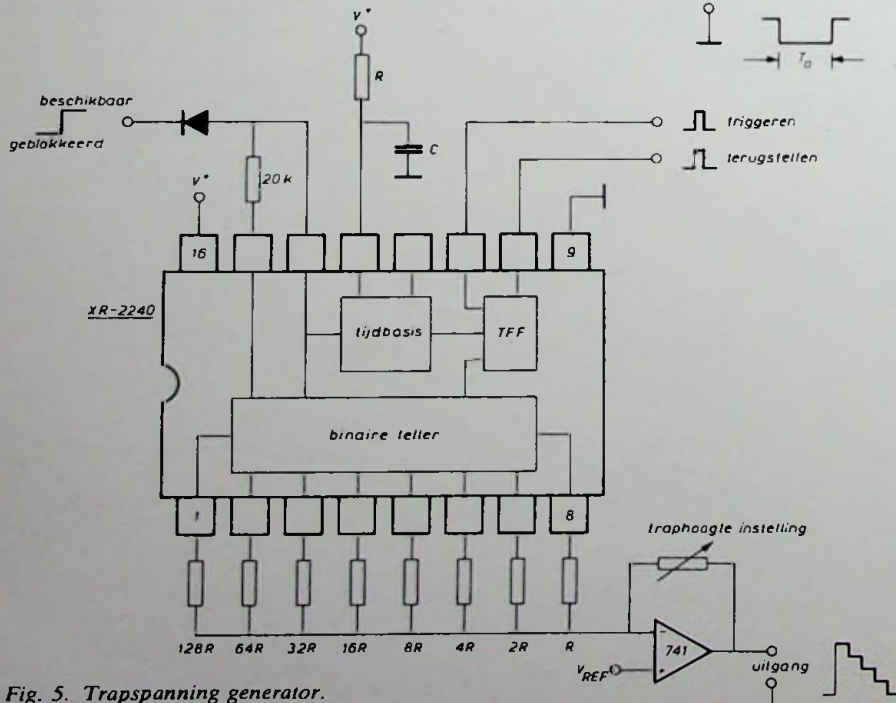 V+
R
C
T₀
beschikbaar
geblokkeerd
20k
V+
triggeren
terugstellen
16
9
XR-2240
tijdbasis
TFF
binaire teller
1
8
traphoogte instelling
128R 64R 32R 16R 8R 4R 2R R
741
VREF
uitgang
Fig. 5. Trapspanning generator.